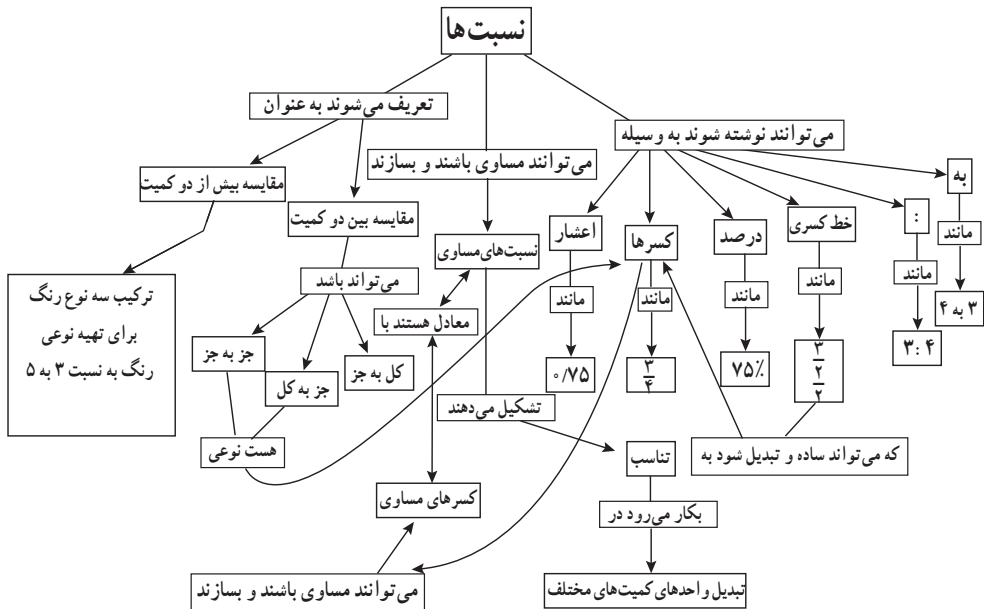 نسبت‌ها
تعریف می‌شوند به عنوان
می‌توانند نوشته شوند به وسیله
می‌توانند مساوی باشند و بسازند
مقایسه بیش از دو کمیت
مقایسه بین دو کمیت
به
:
خط کسری
درصد
کسرها
اعشار
نسبت‌های مساوی
مانند
مانند
مانند
مانند
مانند
مانند
ترکیب سه نوع رنگ
برای تهیه نوعی
رنگ به نسبت ۳ به ۵
می‌تواند باشد
معادل هستند با
۳ به ۴
۳:۴
۳
۲
۲
۷۵٪
۳
۴
۰/۷۵
جز به جز
جز به کل
کل به جز
تشکیل می‌دهند
هست نوعی
تناسب
که می‌تواند ساده و تبدیل شود به
کسرهای مساوی
بکار می‌رود در
می‌توانند مساوی باشند و بسازند
تبدیل واحدهای کمیت‌های مختلف